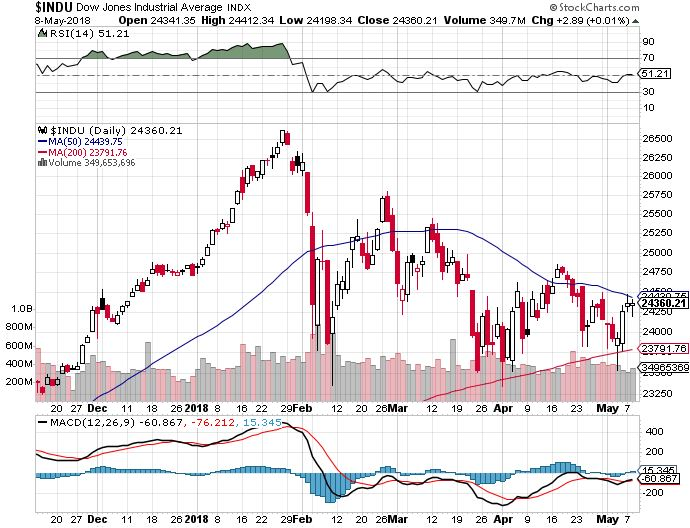 $INDU Dow Jones Industrial Average INDX
© StockCharts.com
8-May-2018
Open 24341.35 High 24412.34 Low 24198.34 Close 24360.21 Volume 349.7M Chg +2.89 (+0.01%)
RSI(14) 51.21
90
70
51.21
30
10
$INDU (Daily) 24360.21
MA(50) 24439.75
MA(200) 23791.76
Volume 349,653,696
26500
26250
26000
25750
25500
25250
25000
24750
24439.75
24360.21
24250
24000
23791.76
23500
34965369
23250
1.0B
800M
600M
400M
200M
20 27 Dec 11 18 26 2018 8 16 22 29 Feb 12 20 26 Mar 12 19 26 Apr 9 16 23 May 7
MACD(12,26,9) -60.867, -76.212, 15.345
400
200
15.345
-60.867
-200
20 27 Dec 11 18 26 2018 8 16 22 29 Feb 12 20 26 Mar 12 19 26 Apr 9 16 23 May 7